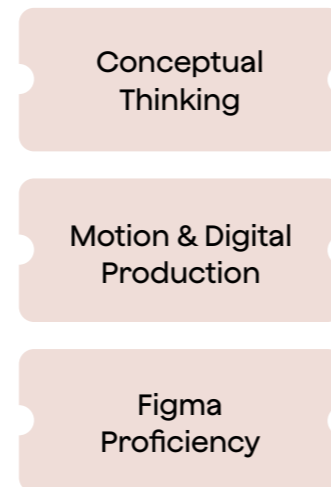 Conceptual
Thinking
Motion & Digital
Production
Figma
Proficiency